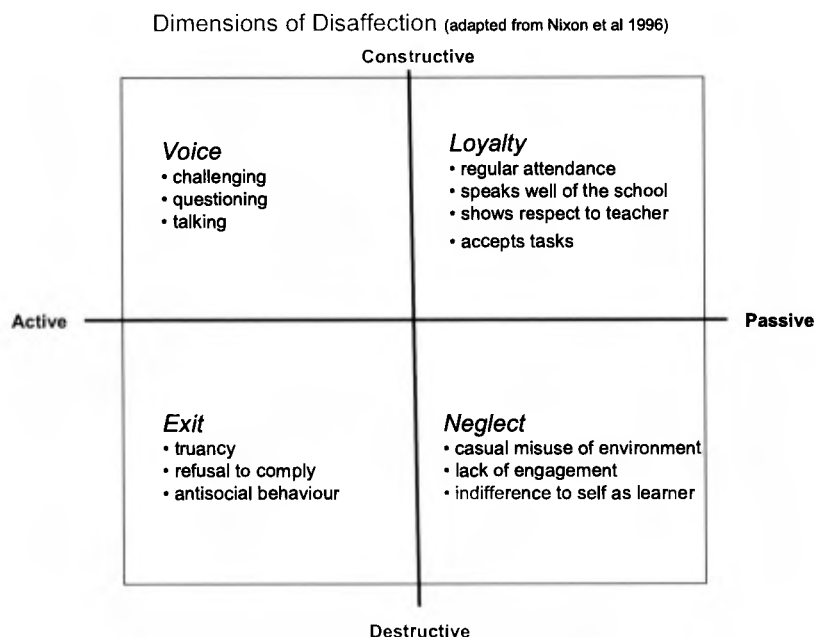 Dimensions of Disaffection (adapted from Nixon et al 1996)
Constructive
Voice
• challenging
• questioning
• talking
Loyalty
• regular attendance
• speaks well of the school
• shows respect to teacher
• accepts tasks
Active
Passive
Exit
• truancy
• refusal to comply
• antisocial behaviour
Neglect
• casual misuse of environment
• lack of engagement
• indifference to self as learner
Destructive